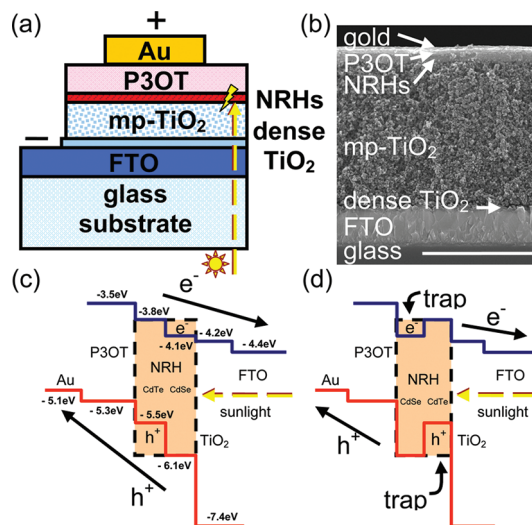 (a)
+
Au
P3OT
NRHs
mp-TiO₂
dense
TiO₂
−
FTO
glass
substrate
(b)
gold
P3OT
NRHs
mp-TiO₂
dense TiO₂
FTO
glass
(c)
e⁻
-3.5eV
-3.8eV
e⁻
-4.2eV
-4.1eV
-4.4eV
P3OT
NRH
FTO
Au
CdTe CdSe
-5.1eV
-5.3eV
-5.5eV
sunlight
h⁺
TiO₂
-6.1eV
h⁺
-7.4eV
(d)
trap
e⁻
e⁻
P3OT
NRH
FTO
Au
CdSe CdTe
sunlight
h⁺
TiO₂
h⁺
trap